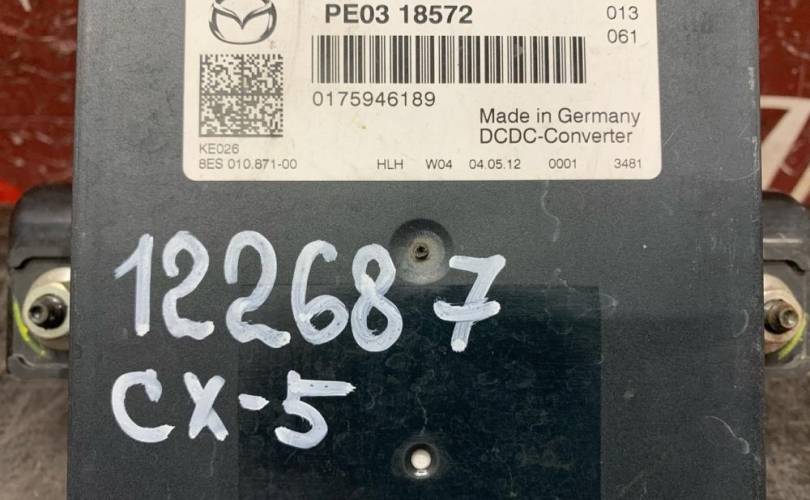 PE03 18572
013
061
0175946189
Made in Germany
DCDC-Converter
KE026
8ES 010.871-00 HLH W04 04.05.12 0001 3481
122687
CX-5